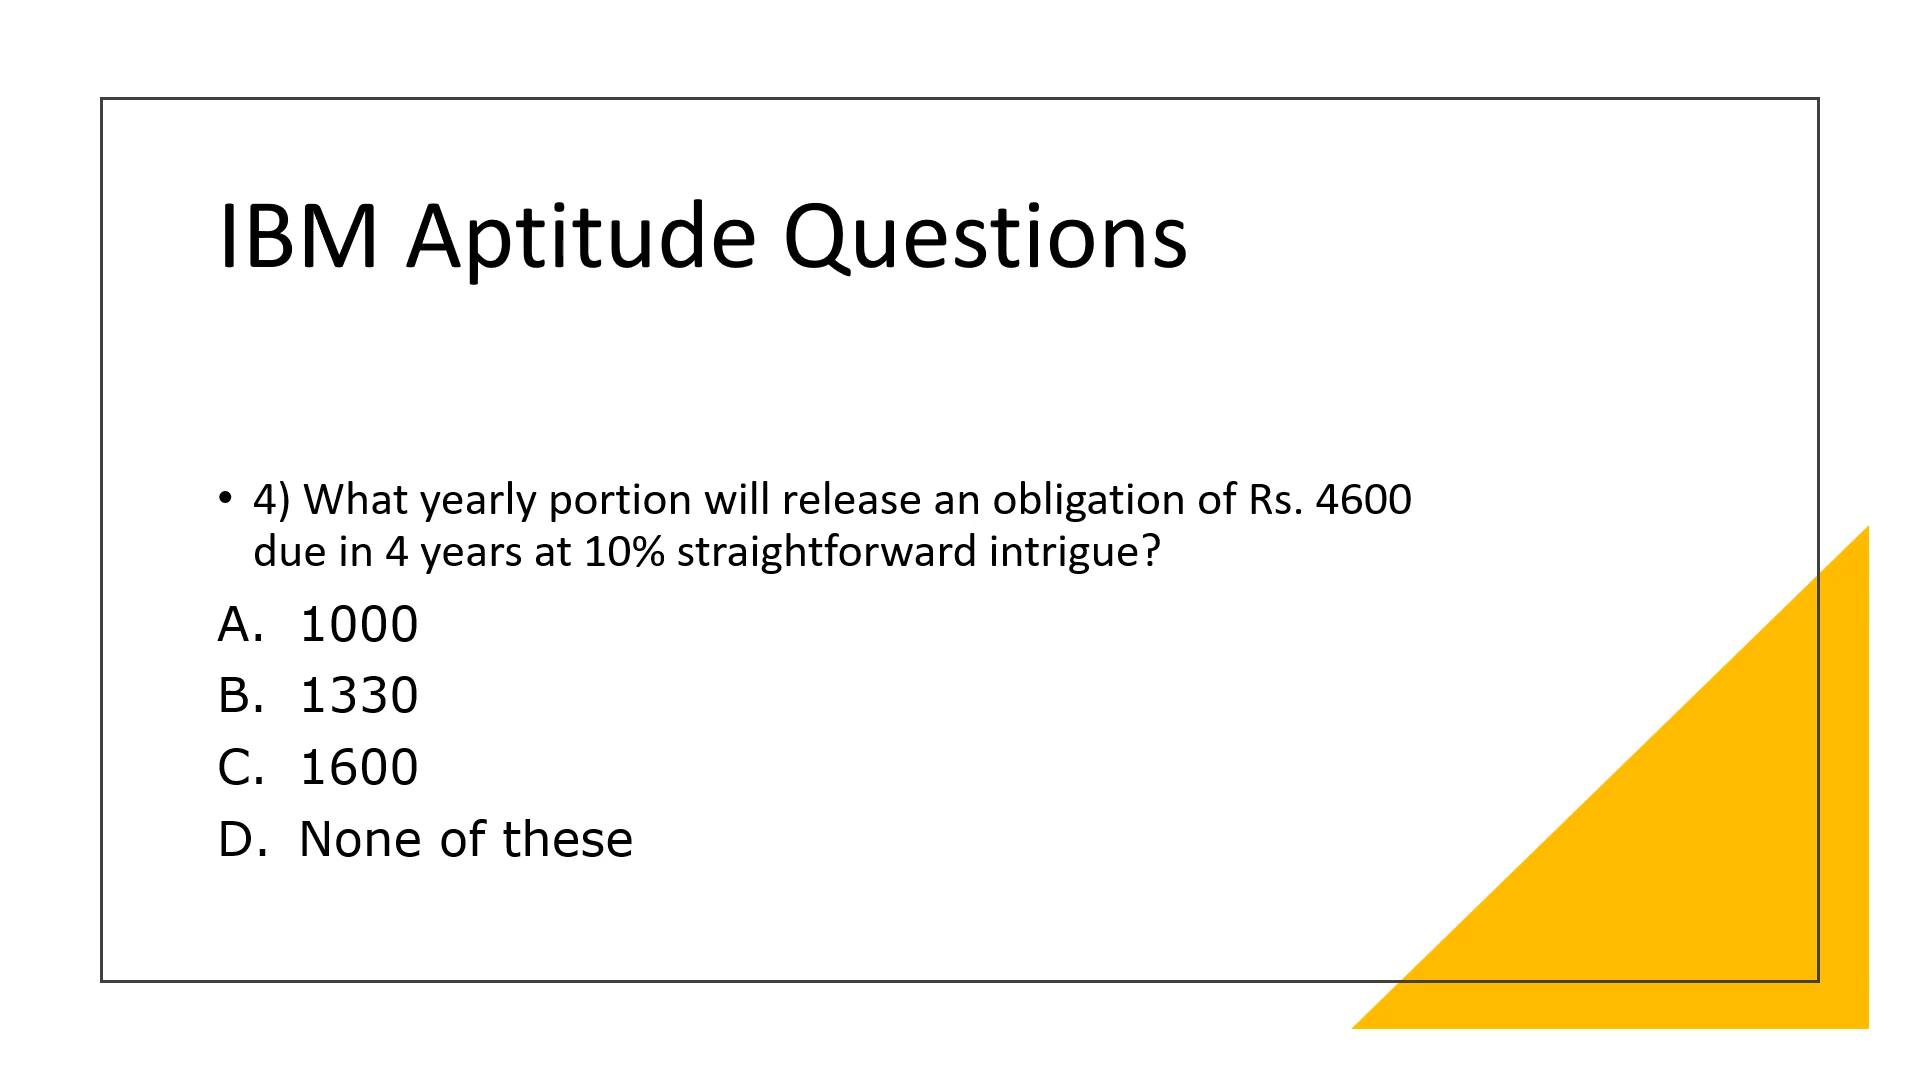 IBM Aptitude Questions
• 4) What yearly portion will release an obligation of Rs. 4600
due in 4 years at 10% straightforward intrigue?
A. 1000
B. 1330
C. 1600
D. None of these